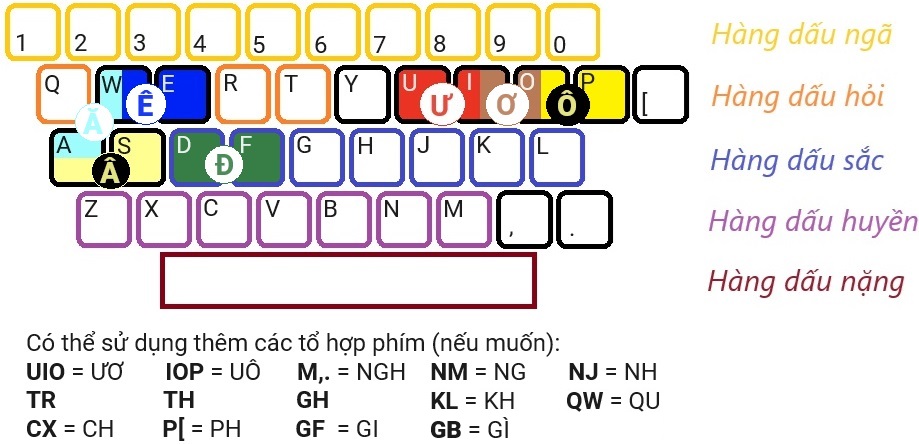 1 2 3 4 5 6 7 8 9 0 Hàng dấu ngã
Q W E R T Y U I O P [ Hàng dấu hỏi
Ă Ê Ư Ơ Ô
A S D F G H J K L Hàng dấu sắc
Â Đ
Z X C V B N M , . Hàng dấu huyền
Hàng dấu nặng
Có thể sử dụng thêm các tổ hợp phím (nếu muốn):
UIO = ƯƠ IOP = UÔ M,. = NGH NM = NG NJ = NH
TR TH GH KL = KH QW = QU
CX = CH P[ = PH GF = GI GB = GÌ